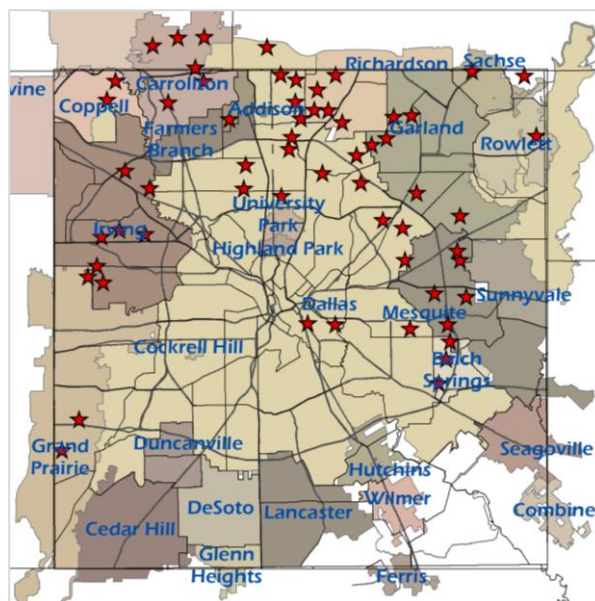 Richardson
Sachse
vine
Carrollton
Coppell
Addison
Farmers
Branch
Garland
Rowlett
University
Park
Irving
Highland Park
Sunnyvale
Dallas
Mesquite
Cockrell Hill
Balch
Springs
Grand
Prairie
Duncanville
Seagoville
Hutchins
Wilmer
DeSoto
Lancaster
Combine
Cedar Hill
Glenn
Heights
Ferris